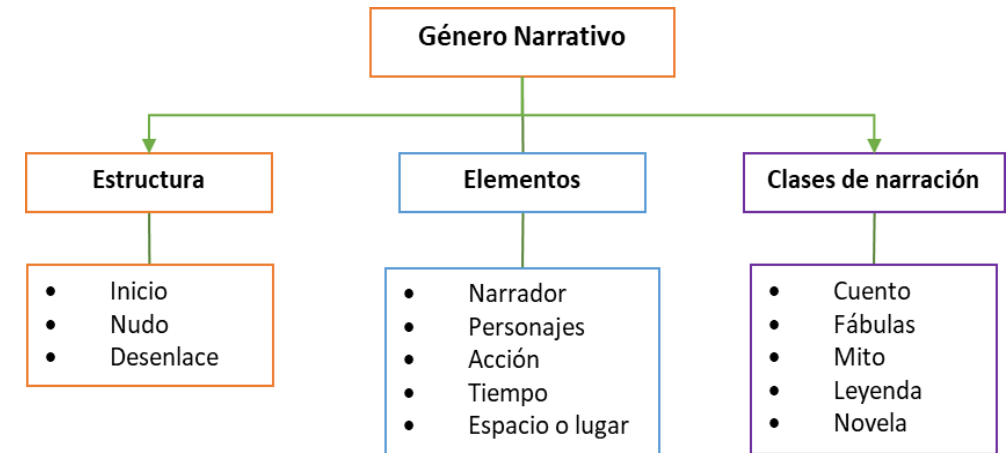 Género Narrativo
Estructura
Elementos
Clases de narración
• Inicio
• Nudo
• Desenlace
• Narrador
• Personajes
• Acción
• Tiempo
• Espacio o lugar
• Cuento
• Fábulas
• Mito
• Leyenda
• Novela